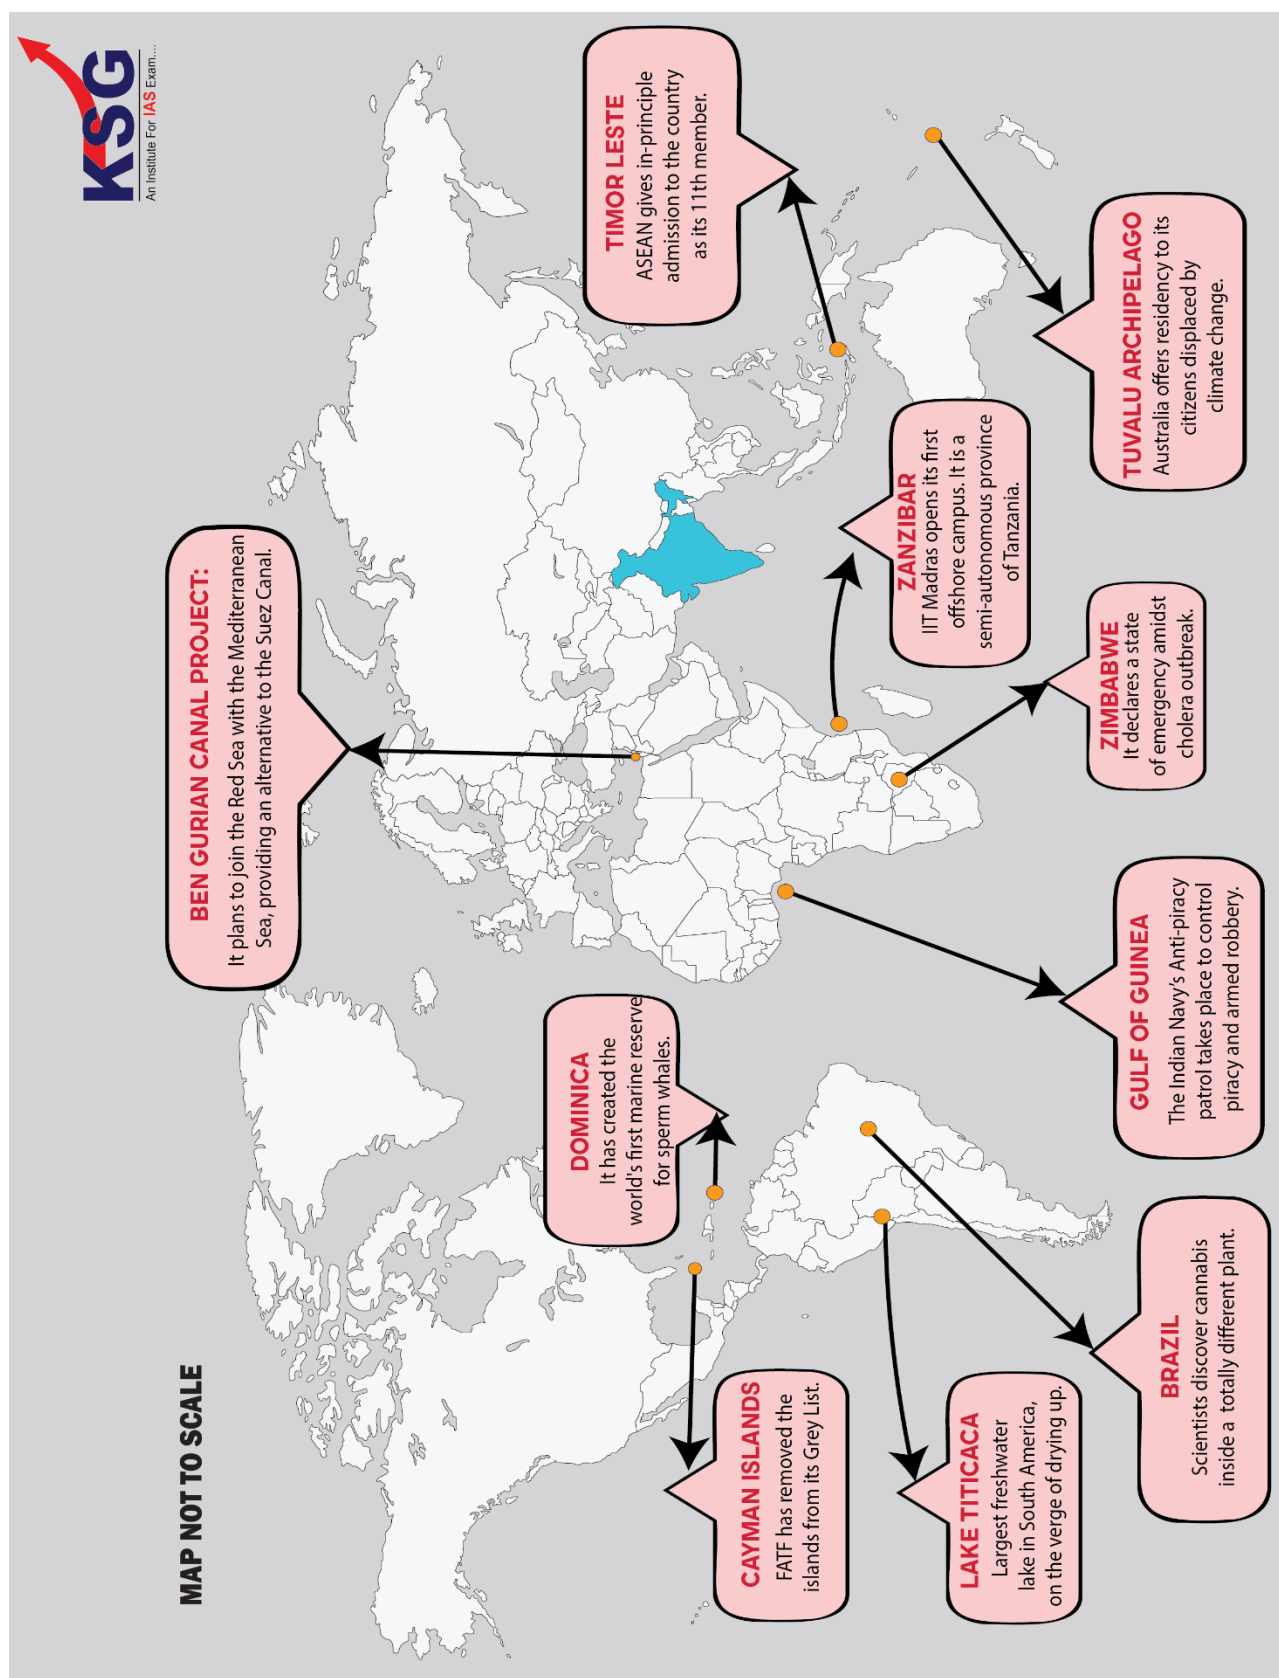 MAP NOT TO SCALE
KSG
An Institute For IAS Exam....
BEN GURIAN CANAL PROJECT:
It plans to join the Red Sea with the Mediterranean
Sea, providing an alternative to the Suez Canal.
DOMINICA
It has created the
world's first marine reserve
for sperm whales.
TIMOR LESTE
ASEAN gives in-principle
admission to the country
as its 11th member.
CAYMAN ISLANDS
FATF has removed the
islands from its Grey List.
ZANZIBAR
IIT Madras opens its first
offshore campus. It is a
semi-autonomous province
of Tanzania.
LAKE TITICACA
Largest freshwater
lake in South America,
on the verge of drying up.
BRAZIL
Scientists discover cannabis
inside a totally different plant.
GULF OF GUINEA
The Indian Navy's Anti-piracy
patrol takes place to control
piracy and armed robbery.
ZIMBABWE
It declares a state
of emergency amidst
cholera outbreak.
TUVALU ARCHIPELAGO
Australia offers residency to its
citizens displaced by
climate change.